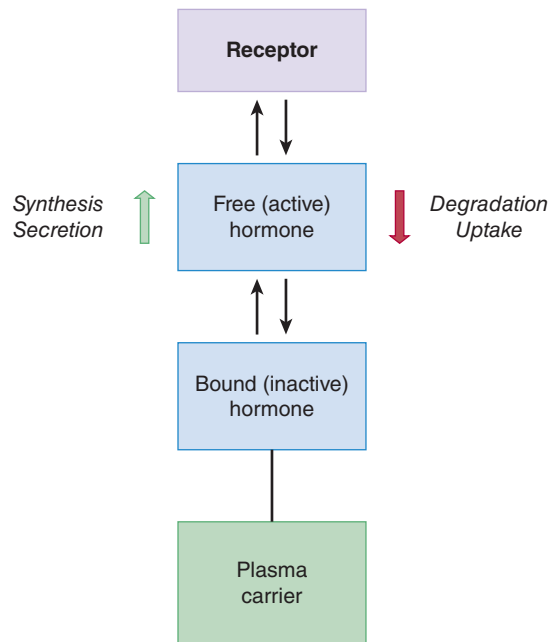 Receptor
Synthesis
Secretion
Free (active)
hormone
Degradation
Uptake
Bound (inactive)
hormone
Plasma
carrier